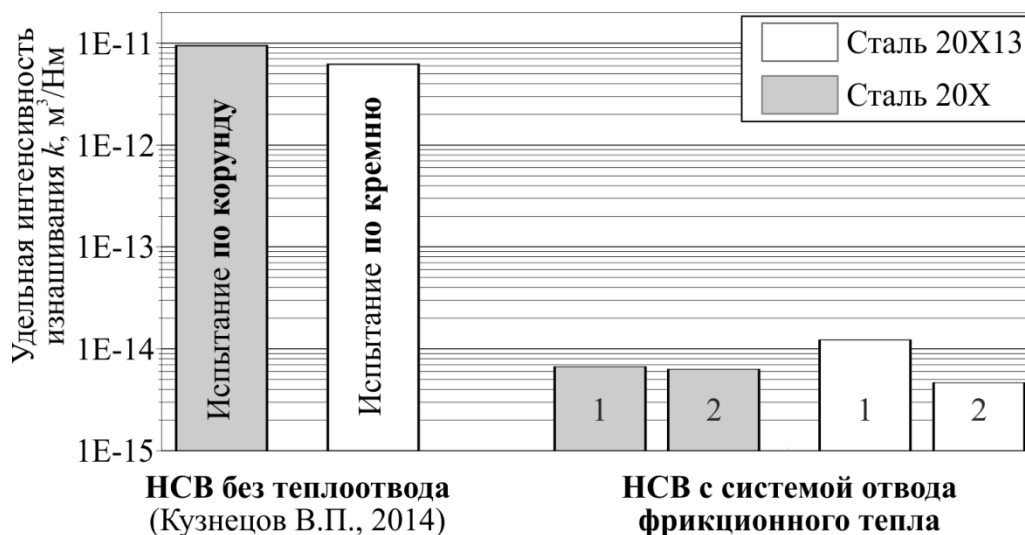 Удельная интенсивность
изнашивания k, м³/Нм
1E-11
1E-12
1E-13
1E-14
1E-15
Испытание по корунду
Испытание по кремню
1
2
1
2
Сталь 20Х13
Сталь 20Х
НСВ без теплоотвода
(Кузнецов В.П., 2014)
НСВ с системой отвода
фрикционного тепла